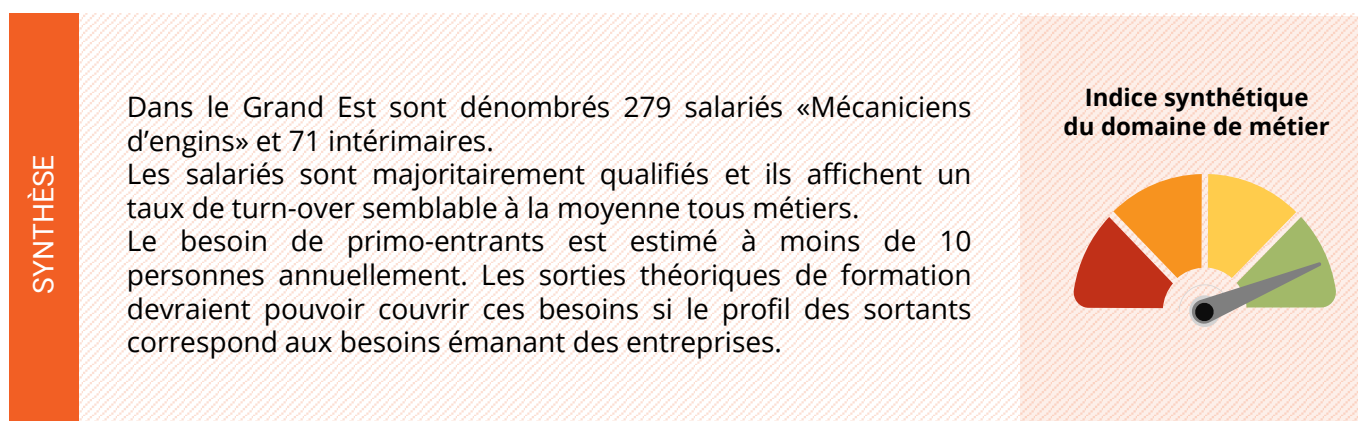 SYNTHÈSE
Dans le Grand Est sont dénombrés 279 salariés «Mécaniciens
d’engins» et 71 intérimaires.
Les salariés sont majoritairement qualifiés et ils affichent un
taux de turn-over semblable à la moyenne tous métiers.
Le besoin de primo-entrants est estimé à moins de 10
personnes annuellement. Les sorties théoriques de formation
devraient pouvoir couvrir ces besoins si le profil des sortants
correspond aux besoins émanant des entreprises.
Indice synthétique
du domaine de métier